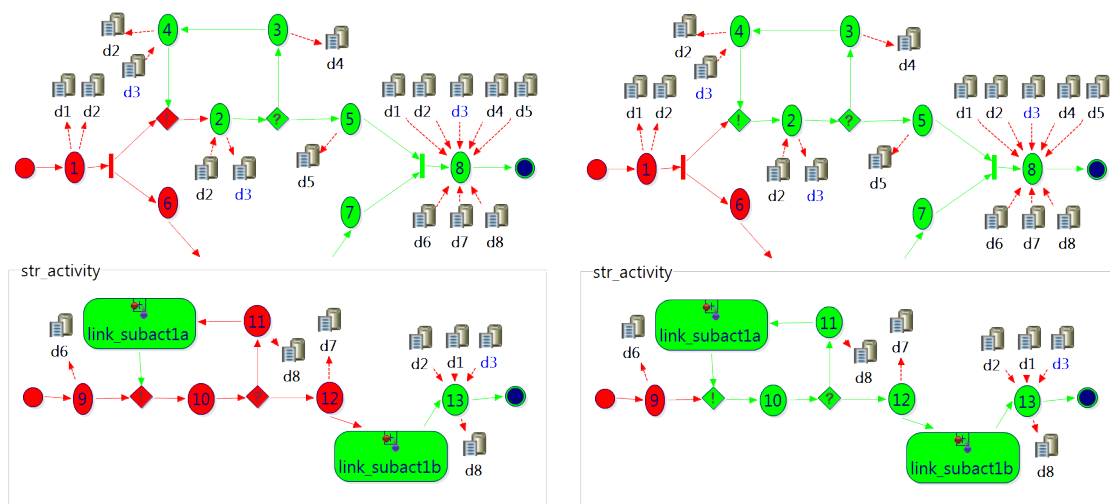 4 3
d2 d4
d3
d1 d2 d1 d2 d3 d4 d5
! 2 ? 5
1 8
d5
d2 d3
6 7
d6 d7 d8
str_activity
link_subact1a 11
d6 d7
d8 d2 d1 d3
9 10 ? 12 13
link_subact1b d8
4 3
d2 d4
d3
d1 d2 d1 d2 d3 d4 d5
! 2 ? 5
1 8
d5
d2 d3
6 7
d6 d7 d8
str_activity
link_subact1a 11
d6 d7
d8 d2 d1 d3
9 ! 10 ? 12 13
link_subact1b d8